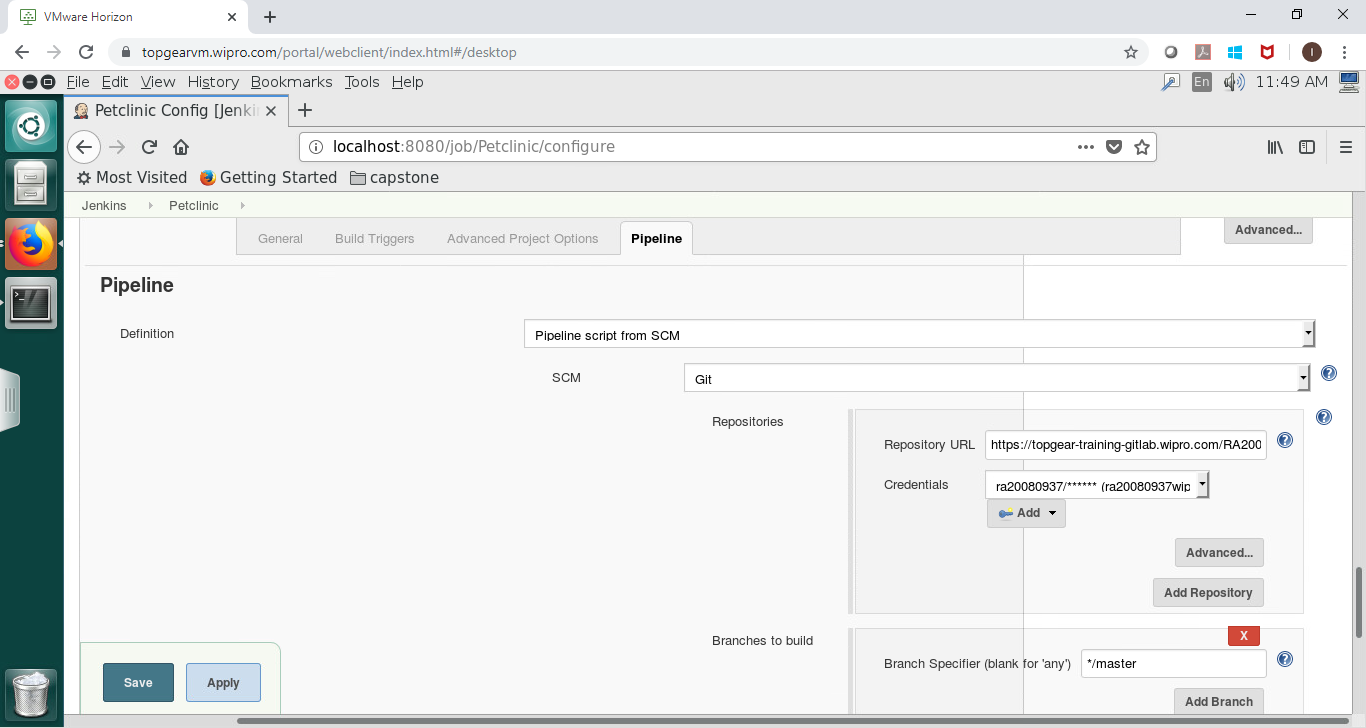 VMware Horizon
topgearvm.wipro.com/portal/webclient/index.html#/desktop
I
File Edit View History Bookmarks Tools Help
En 11:49 AM
Petclinic Config [Jenki
localhost:8080/job/Petclinic/configure
Most Visited Getting Started capstone
Jenkins Petclinic
General Build Triggers Advanced Project Options Pipeline Advanced...
Pipeline
Definition Pipeline script from SCM
SCM Git
Repositories
Repository URL https://topgear-training-gitlab.wipro.com/RA200
Credentials ra20080937/****** (ra20080937wip
Add
Advanced...
Add Repository
Branches to build X
Branch Specifier (blank for 'any') */master
Save Apply
Add Branch